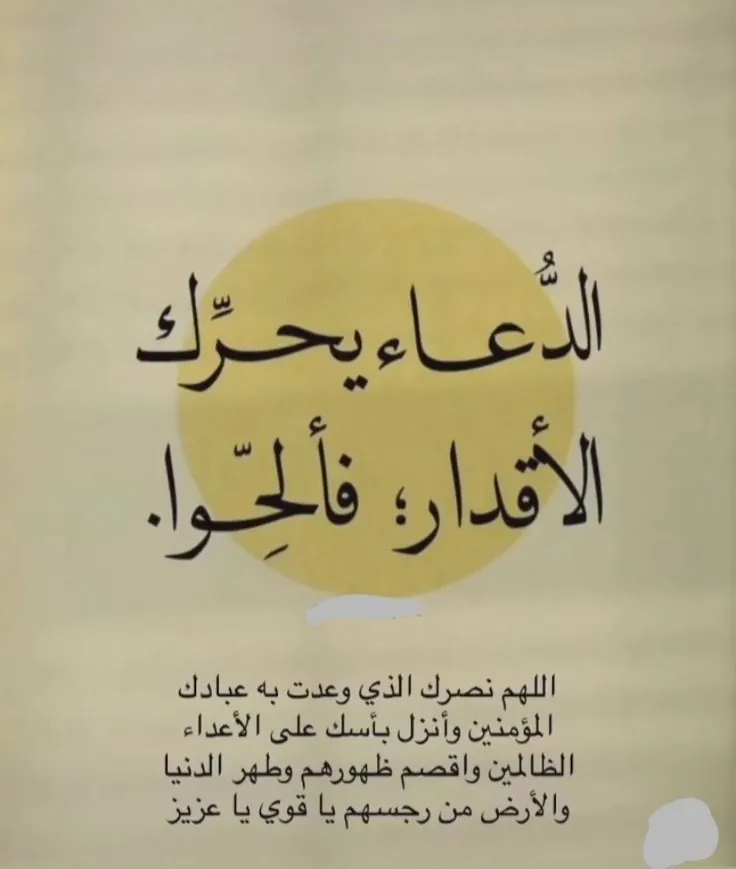 الدُّعاء يحرِّك
الأقدار؛ فألحِّوا.
اللهم نصرك الذي وعدت به عبادك
المؤمنين وأنزل بأسك على الأعداء
الظالمين واقصم ظهورهم وطهر الدنيا
والأرض من رجسهم يا قوي يا عزيز